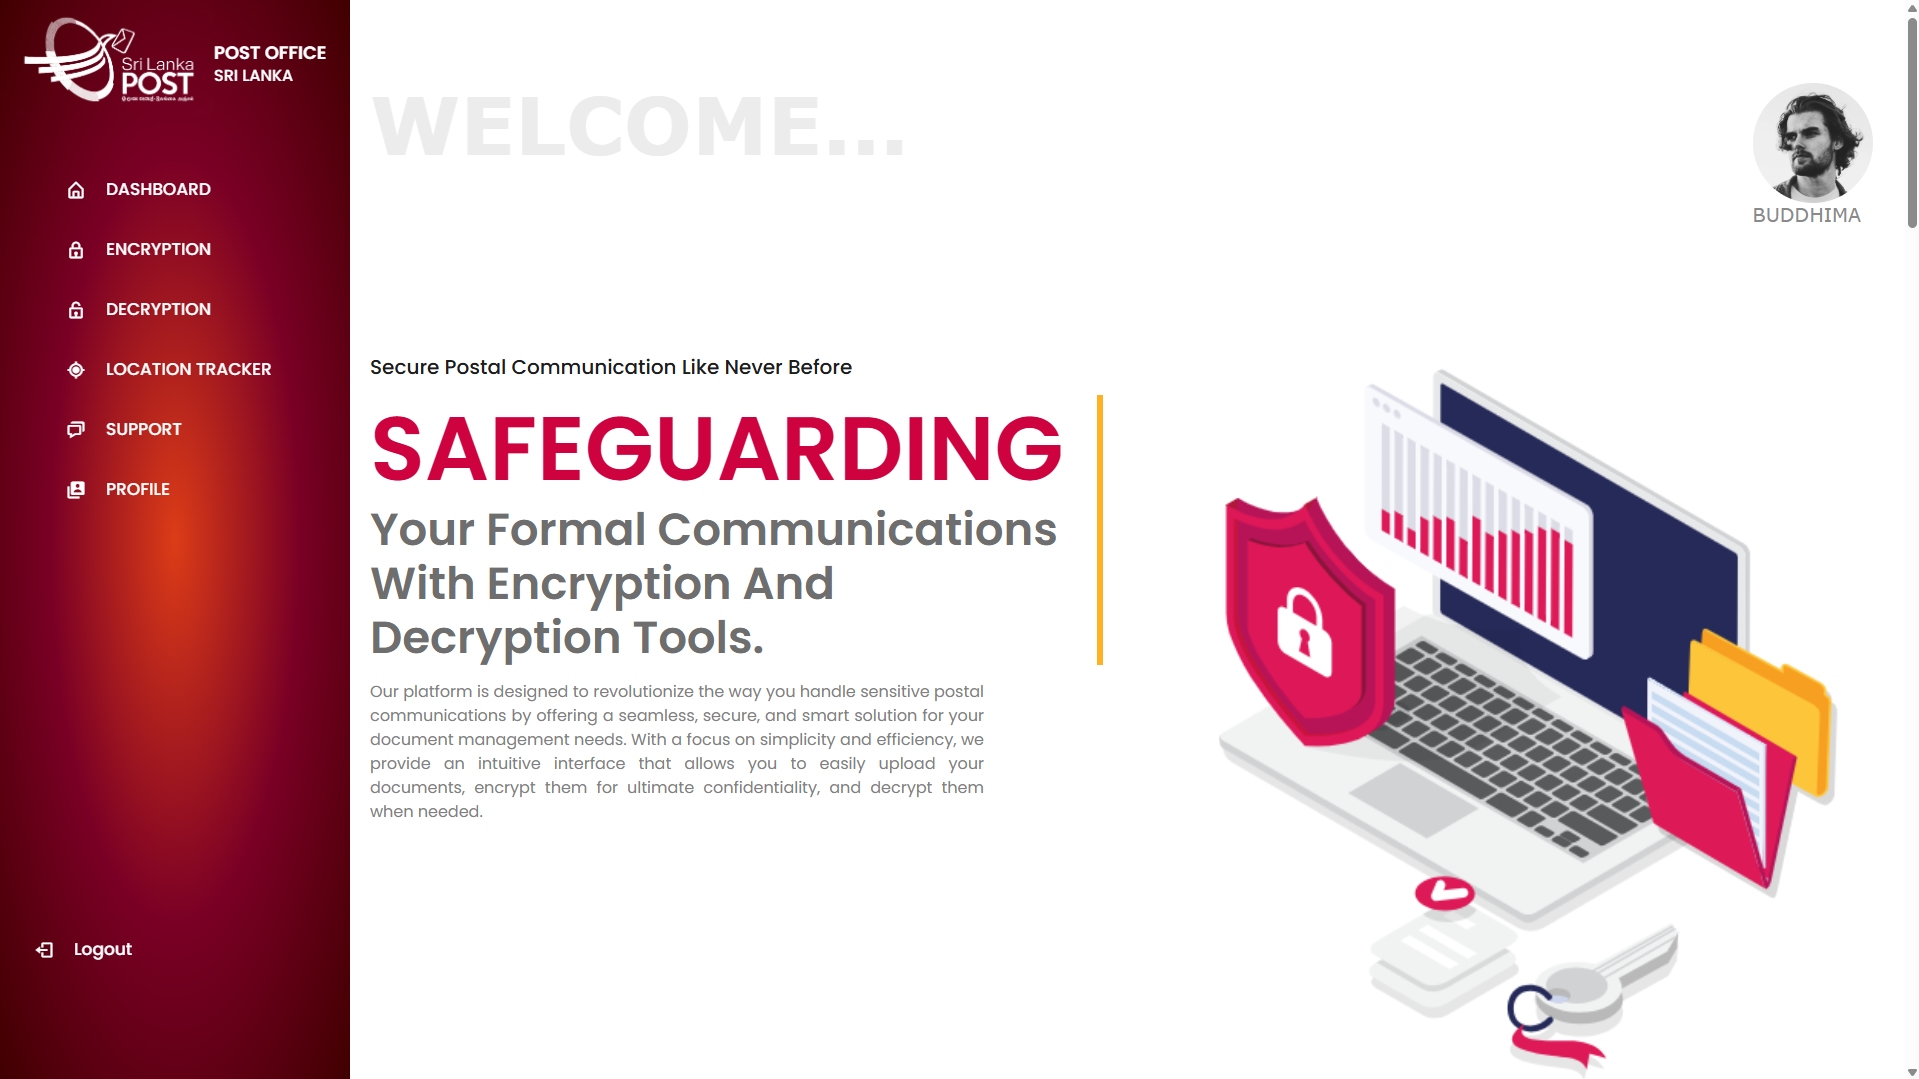 Sri Lanka
POST
POST OFFICE
SRI LANKA
DASHBOARD
ENCRYPTION
DECRYPTION
LOCATION TRACKER
SUPPORT
PROFILE
Logout
WELCOME...
BUDDHIMA
Secure Postal Communication Like Never Before
SAFEGUARDING
Your Formal Communications
With Encryption And
Decryption Tools.
Our platform is designed to revolutionize the way you handle sensitive postal
communications by offering a seamless, secure, and smart solution for your
document management needs. With a focus on simplicity and efficiency, we
provide an intuitive interface that allows you to easily upload your
documents, encrypt them for ultimate confidentiality, and decrypt them
when needed.